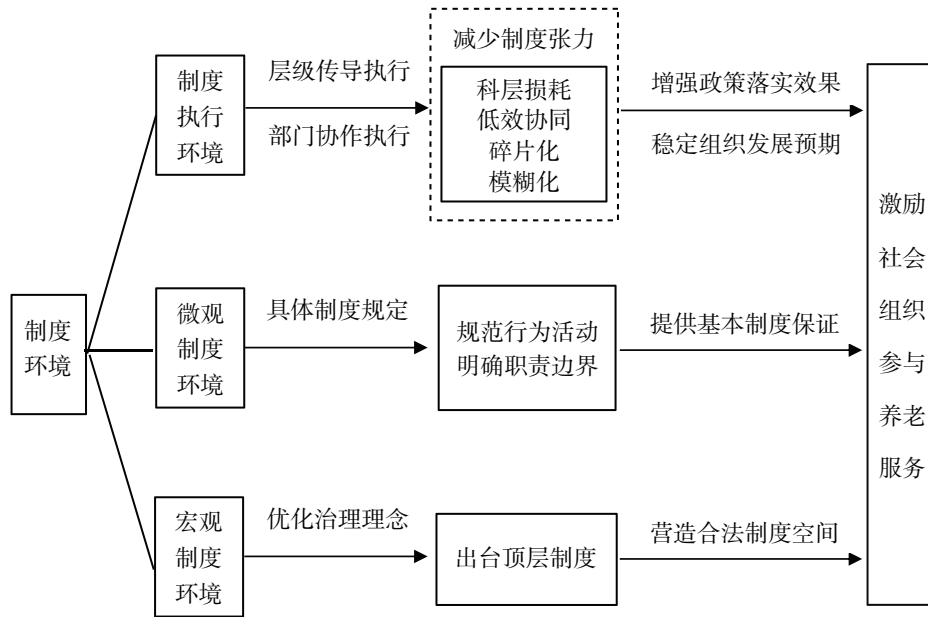 制度
环境
制度
执行
环境
层级传导执行
部门协作执行
减少制度张力
科层损耗
低效协同
碎片化
模糊化
增强政策落实效果
稳定组织发展预期
微观
制度
环境
具体制度规定
规范行为活动
明确职责边界
提供基本制度保证
宏观
制度
环境
优化治理理念
出台顶层制度
营造合法制度空间
激励
社会
组织
参与
养老
服务